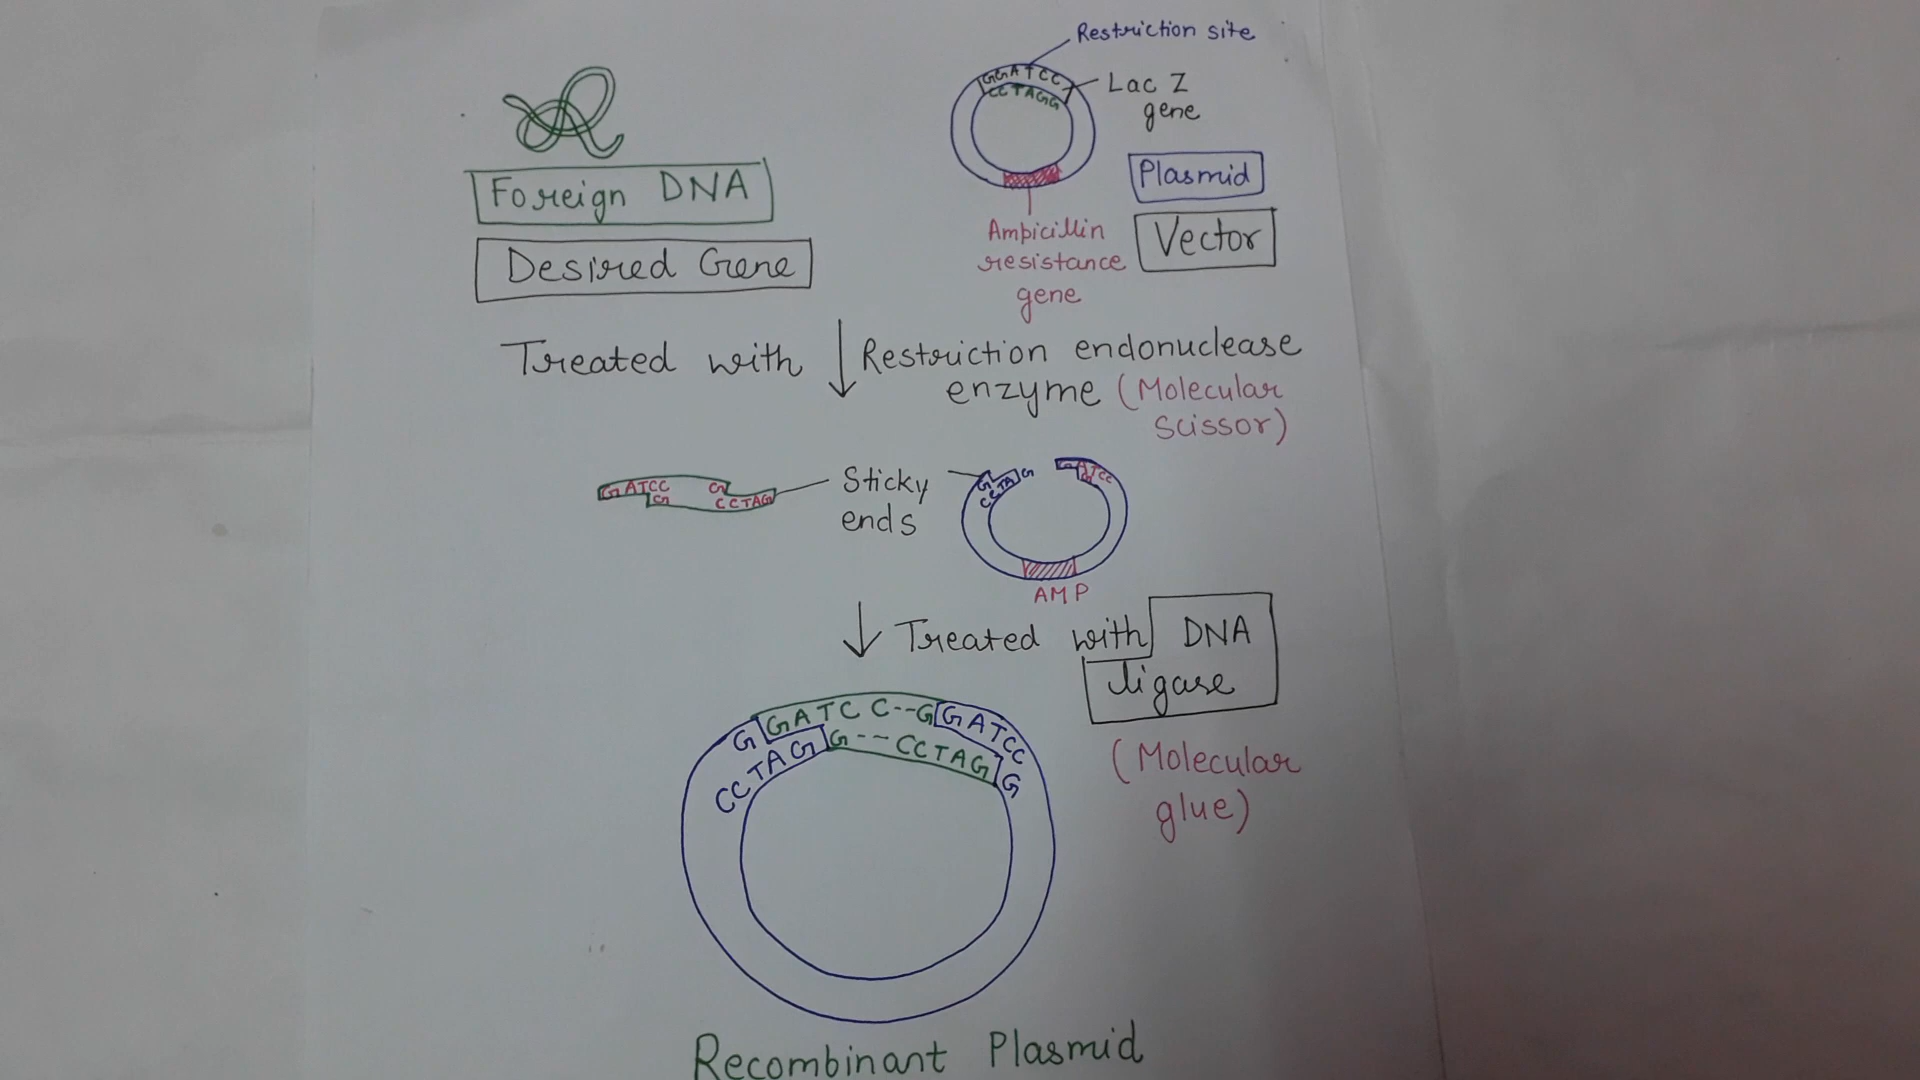 Restriction site
GGATCC
CCTAGG
Lac Z
gene
Foreign DNA
Desired Gene
Plasmid
Vector
Ampicillin
resistance
gene
Treated with
Restriction endonuclease
enzyme (Molecular
scissor)
GATCC
G
G
CCTAG
Sticky
ends
G
CCTA G
GATCC
G
AMP
Treated with DNA
ligase
(Molecular
glue)
G GATCC--G GATCC
CCTAG G---CCTAG G
Recombinant Plasmid